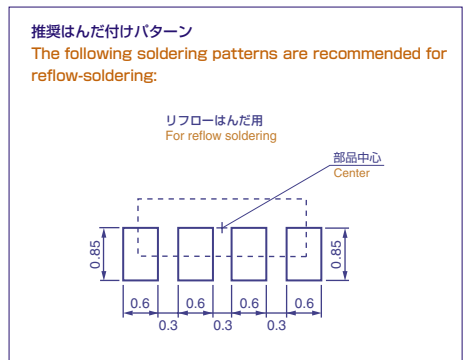 推奨はんだ付けパターン
The following soldering patterns are recommended for
reflow-soldering:
リフローはんだ用
For reflow soldering
部品中心
Center
0.85
0.85
0.6 0.6 0.6 0.6
0.3 0.3 0.3